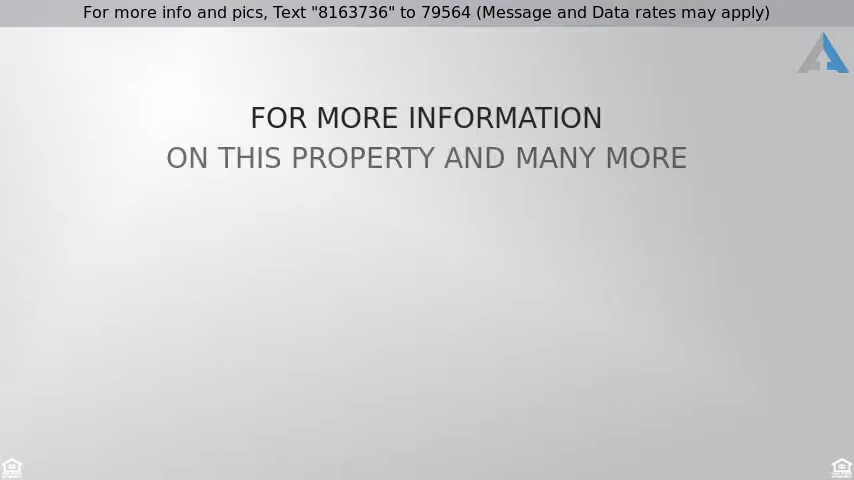 For more info and pics, Text "8163736" to 79564 (Message and Data rates may apply)
FOR MORE INFORMATION
ON THIS PROPERTY AND MANY MORE